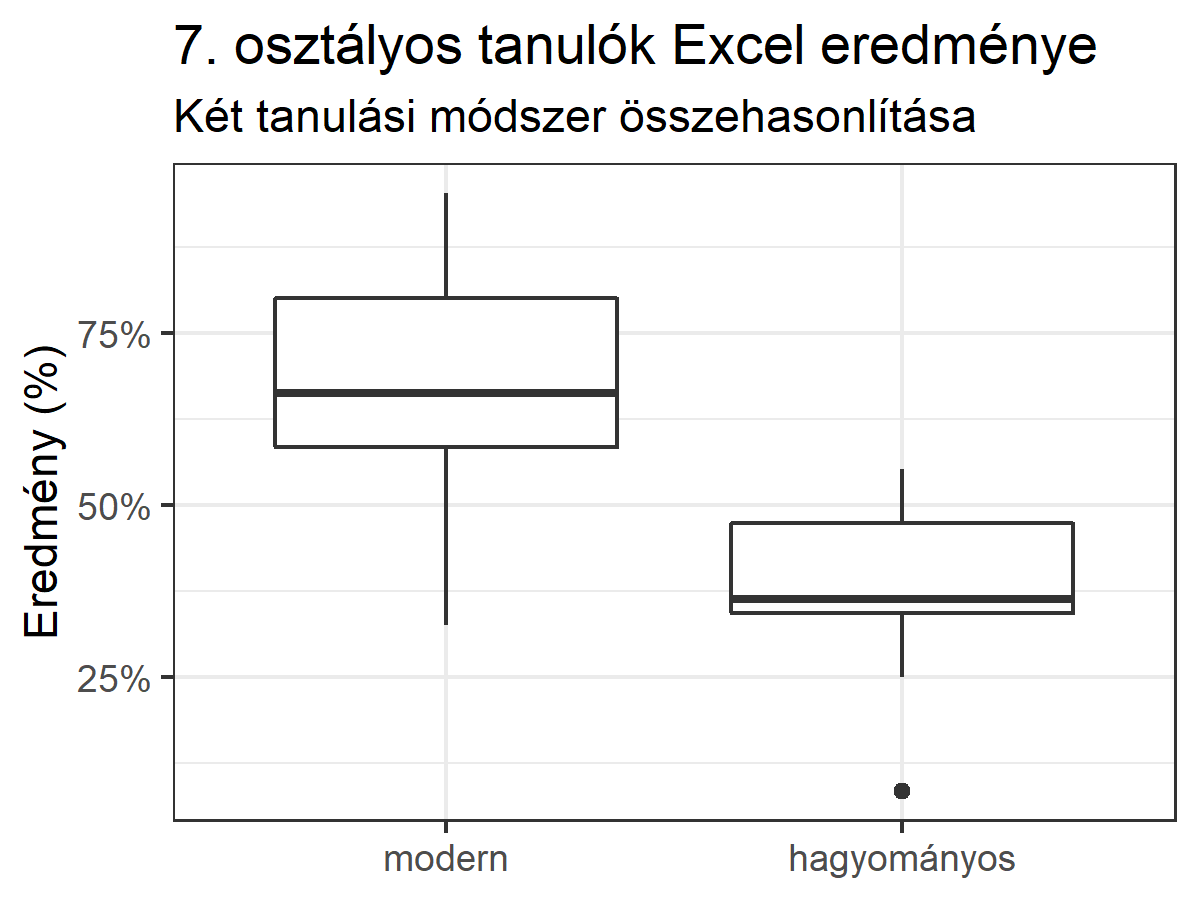 7. osztályos tanulók Excel eredménye
Két tanulási módszer összehasonlítása
Eredmény (%)
75%
50%
25%
modern
hagyományos